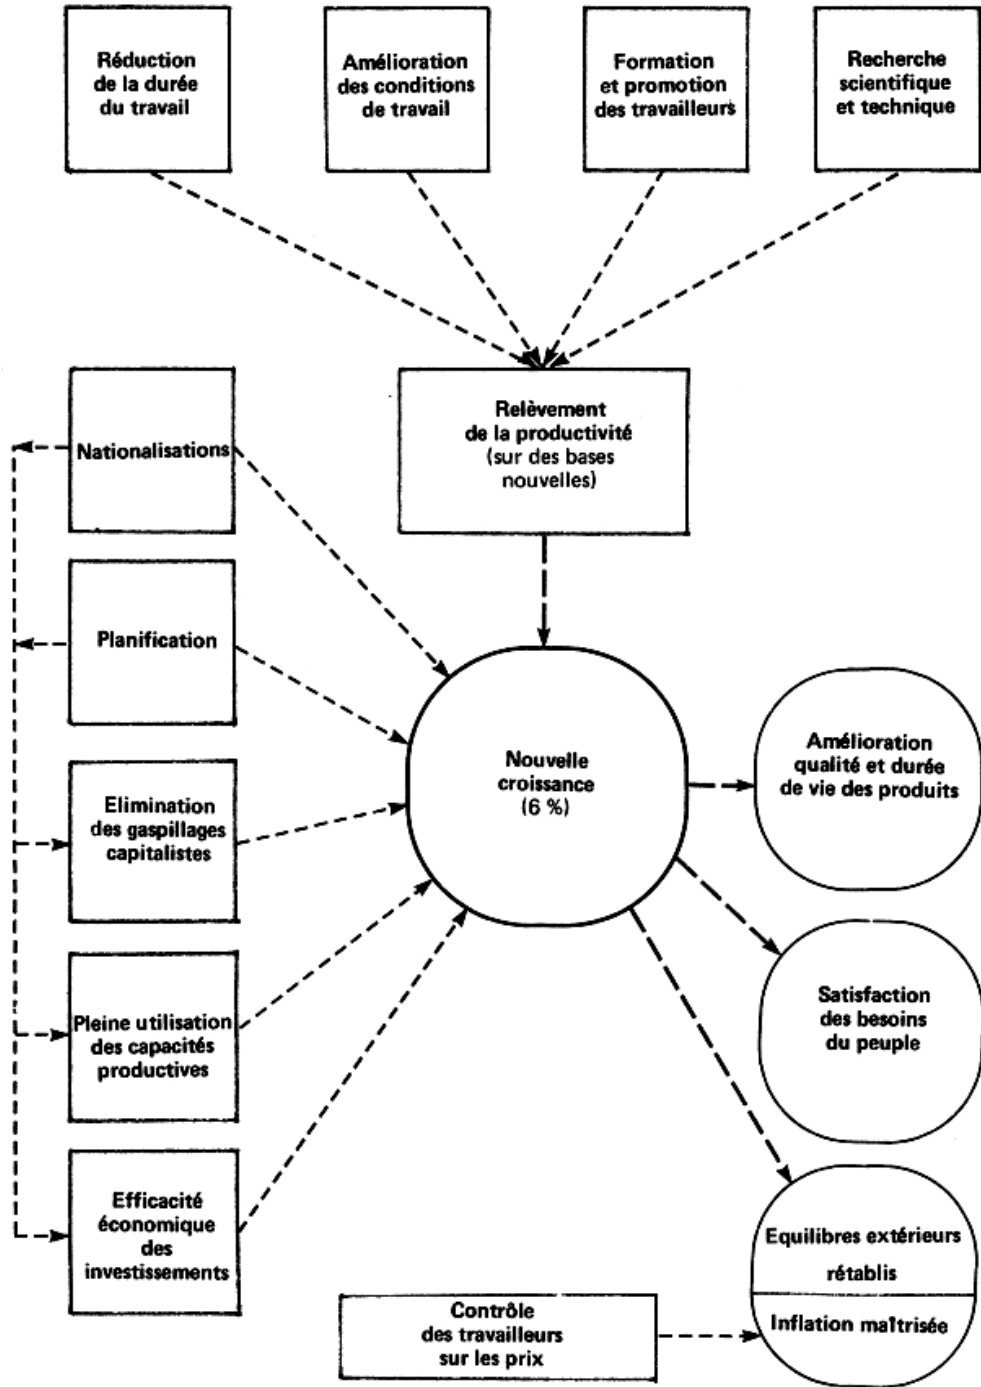 Réduction
de la durée
du travail
Amélioration
des conditions
de travail
Formation
et promotion
des travailleurs
Recherche
scientifique
et technique
Relèvement
de la productivité
(sur des bases
nouvelles)
Nationalisations
Planification
Elimination
des gaspillages
capitalistes
Pleine utilisation
des capacités
productives
Efficacité
économique
des
investissements
Nouvelle
croissance
(6 %)
Amélioration
qualité et durée
de vie des produits
Satisfaction
des besoins
du peuple
Equilibres extérieurs
rétablis
Inflation maîtrisée
Contrôle
des travailleurs
sur les prix